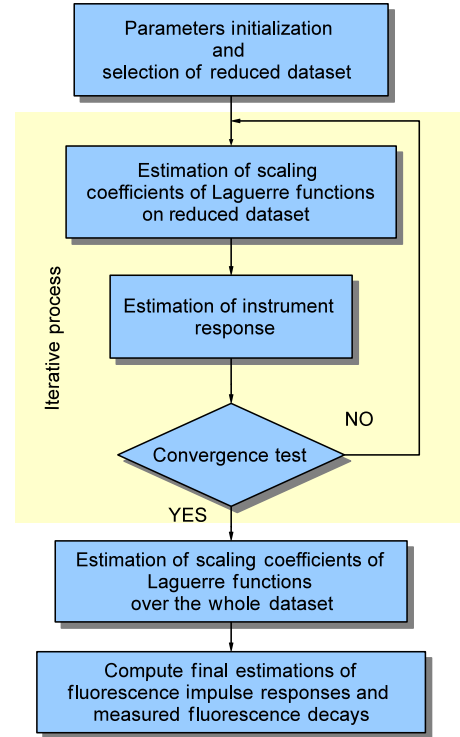 Parameters initialization
and
selection of reduced dataset
Estimation of scaling
coefficients of Laguerre functions
on reduced dataset
Iterative process
Estimation of instrument
response
NO
Convergence test
YES
Estimation of scaling coefficients of
Laguerre functions
over the whole dataset
Compute final estimations of
fluorescence impulse responses and
measured fluorescence decays